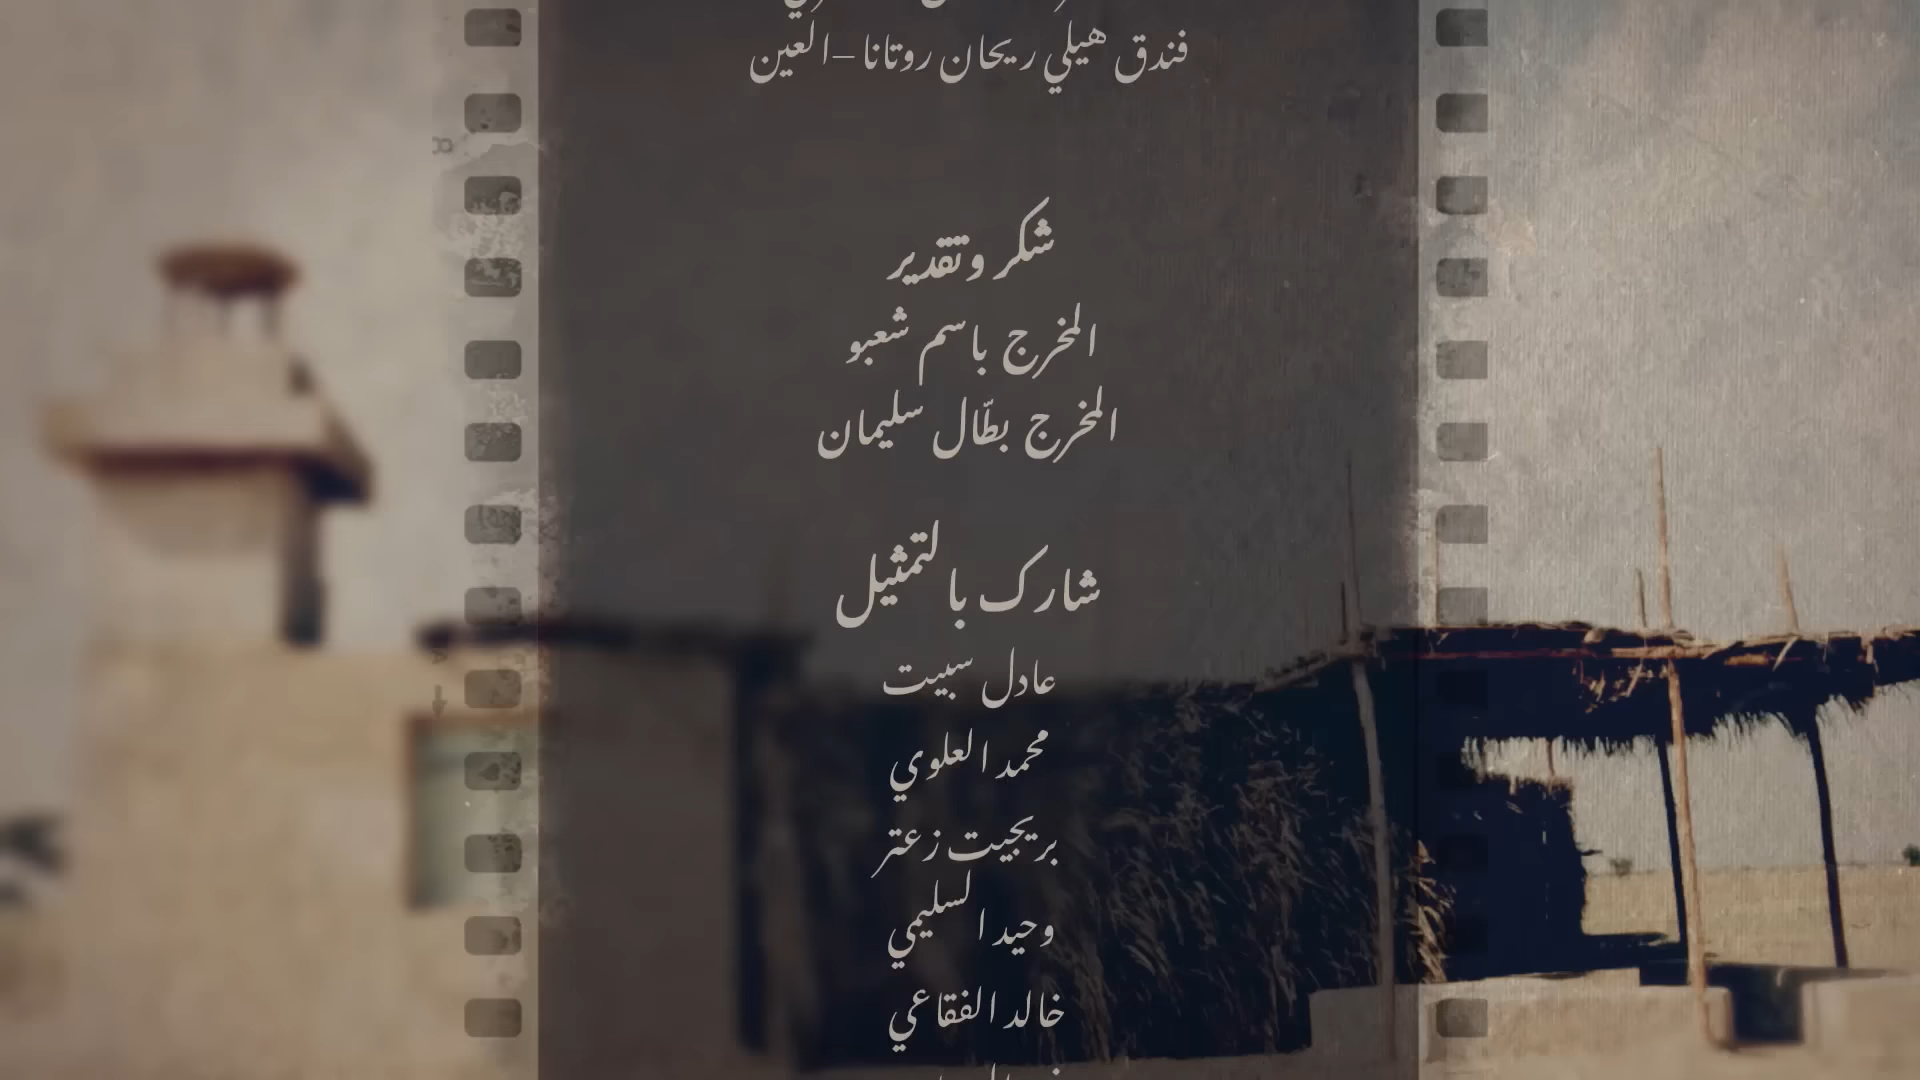 فندق هيلي ريحان روتانا – العين
شكر وتقدير
المخرج باسم شعبو
المخرج بطّال سليمان
شارك بالتمثيل
عادل سبيت
محمد العلوي
بريجيت زعتر
وحيد السليمي
خالد الفقاعي